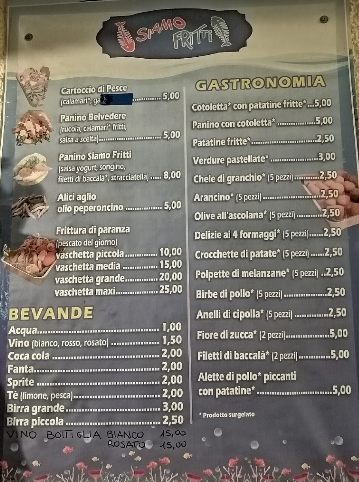 SIAMO
FRITTI
Cartoccio di Pesce
(calamari*, ga ..... 5,00
Panino Belvedere
(rucola, calamari* fritti,
salsa a scelta) ..... 5,00
Panino Siamo Fritti
(salsa yogurt, songino,
filetti di baccalà*, stracciatella, ..... 8,00
Alici aglio
olio peperoncino ..... 5,00
Frittura di paranza
(pescato del giorno)
vaschetta piccola ..... 10,00
vaschetta media ..... 15,00
vaschetta grande ..... 20,00
vaschetta maxi ..... 25,00
BEVANDE
Acqua ..... 1,00
Vino (bianco, rosso, rosato) ..... 1,50
Coca cola ..... 2,00
Fanta ..... 2,00
Sprite ..... 2,00
Tè (limone, pesca) ..... 2,00
Birra grande ..... 3,00
Birra piccola ..... 2,50
VINO BOTTIGLIA BIANCO 15,00
ROSATO 15,00
GASTRONOMIA
Cotoletta* con patatine fritte* ... 5,00
Panino con cotoletta* ..... 5,00
Patatine fritte* ..... 2,50
Verdure pastellate* ..... 3,00
Chele di granchio* (5 pezzi) ..... 2,50
Arancino* (5 pezzi) ..... 2,50
Olive all'ascolana* (5 pezzi) ..... 2,50
Delizie ai 4 formaggi* (5 pezzi) ..... 2,50
Crocchette di patate* (5 pezzi) ..... 2,50
Polpette di melanzane* (5 pezzi) .. 2,50
Birbe di pollo* (5 pezzi) ..... 2,50
Anelli di cipolla* (5 pezzi) ..... 2,50
Fiore di zucca* (2 pezzi) ..... 5,00
Filetti di baccalà* (2 pezzi) ..... 5,00
Alette di pollo* piccanti
con patatine* ..... 5,00
* Prodotto surgelato